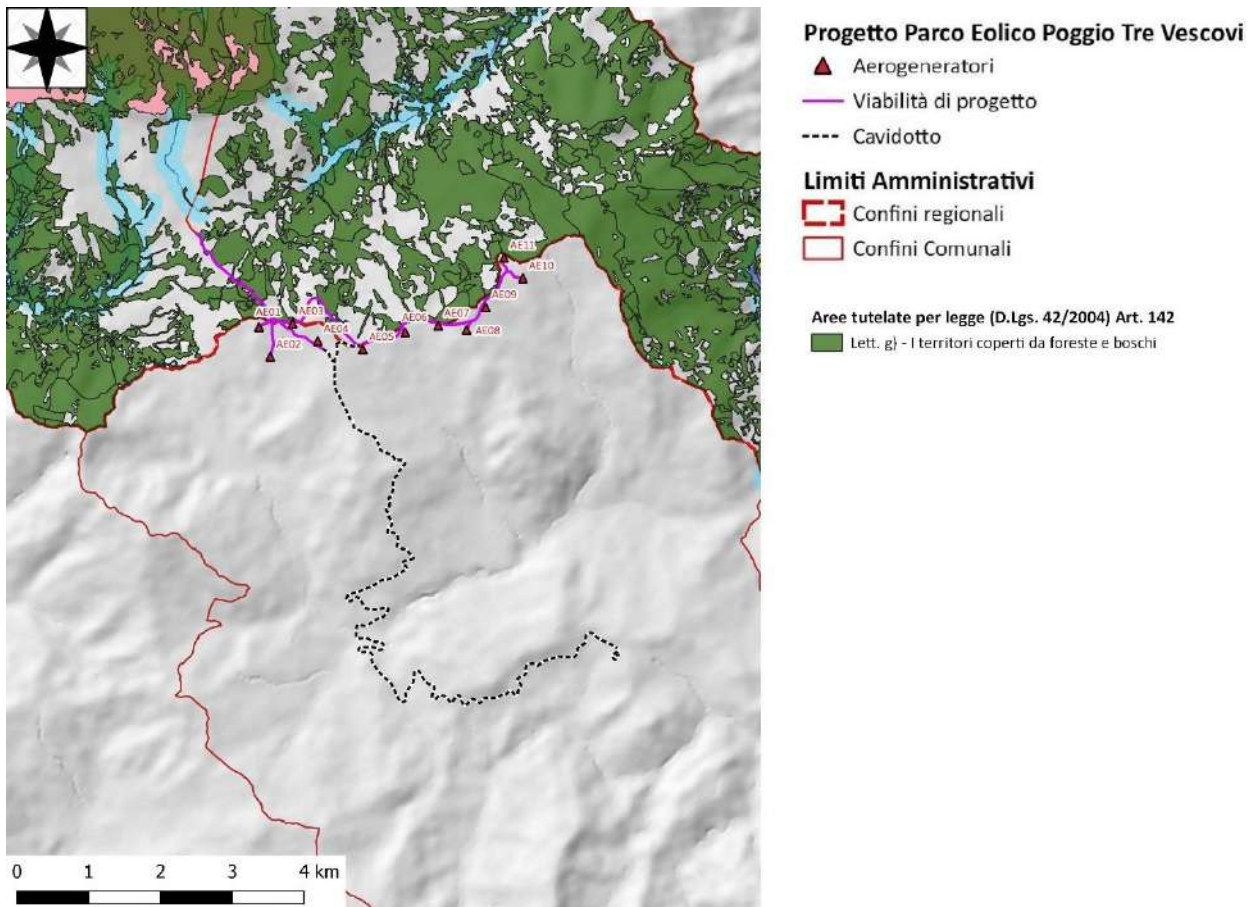 Progetto Parco Eolico Poggio Tre Vescovi
Aerogeneratori
Viabilità di progetto
Cavidotto
Limiti Amministrativi
Confini regionali
Confini Comunali
Aree tutelate per legge (D.Lgs. 42/2004) Art. 142
Lett. g} - I territori coperti da foreste e boschi
AE11
AE10
AE09
AE01
AE03
AE06
AE07
AE04
AE08
AE02
AE05
0 1 2 3 4 km